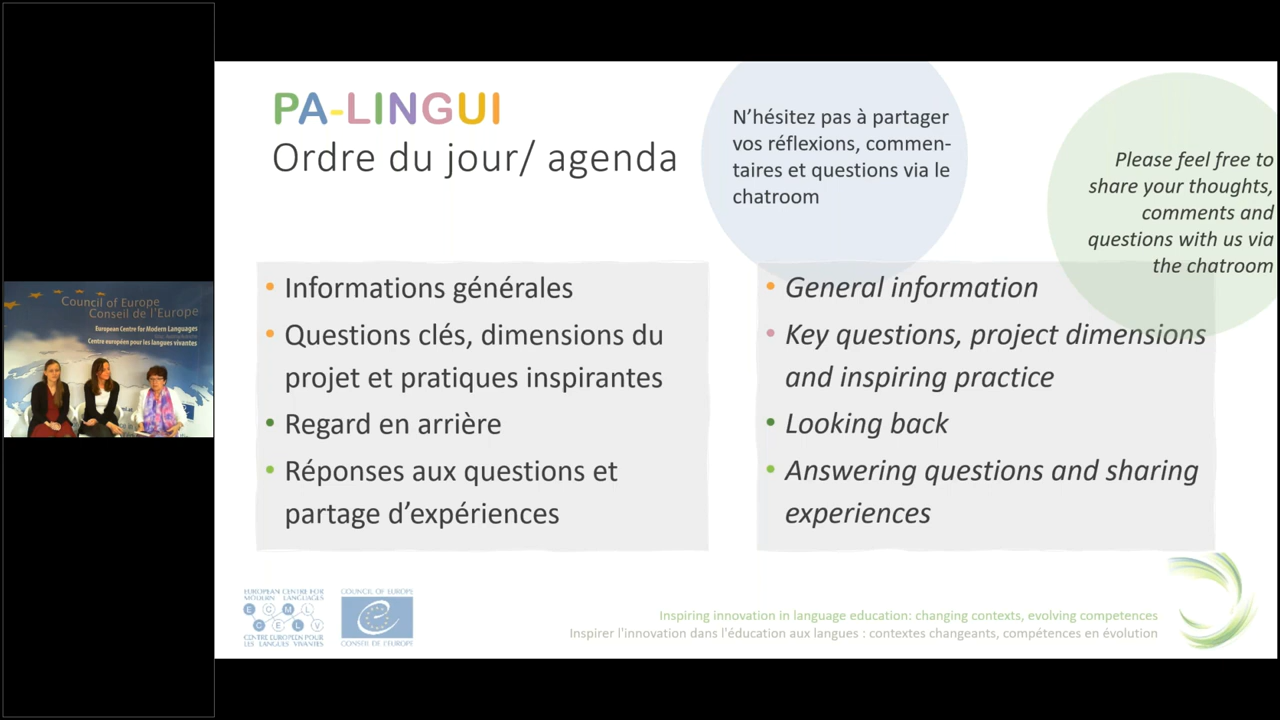 PA-LINGUI
Ordre du jour/ agenda
N’hésitez pas à partager
vos réflexions, commen-
taires et questions via le
chatroom
Please feel free to
share your thoughts,
comments and
questions with us via
the chatroom
• Informations générales
• Questions clés, dimensions du
projet et pratiques inspirantes
• Regard en arrière
• Réponses aux questions et
partage d’expériences
• General information
• Key questions, project dimensions
and inspiring practice
• Looking back
• Answering questions and sharing
experiences
Council of Europe
Conseil de l'Europe
European Centre for Modern Languages
Centre européen pour les langues vivantes
EUROPEAN CENTRE FOR
MODERN LANGUAGES
E C M L
C E L V
CENTRE EUROPEEN POUR
LES LANGUES VIVANTES
COUNCIL OF EUROPE
CONSEIL DE L'EUROPE
Inspiring innovation in language education: changing contexts, evolving competences
Inspirer l'innovation dans l'éducation aux langues : contextes changeants, compétences en évolution